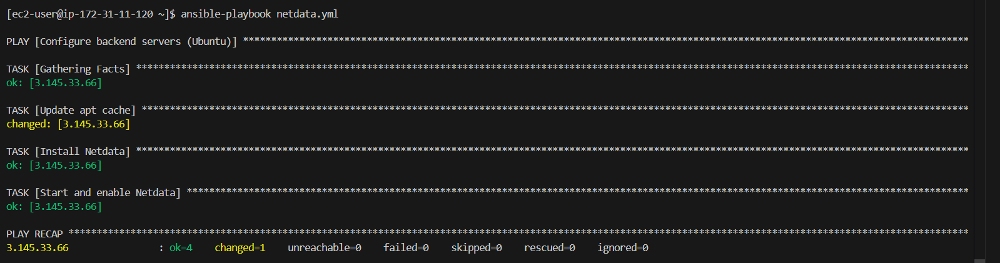 [ec2-user@ip-172-31-11-120 ~]$ ansible-playbook netdata.yml
PLAY [Configure backend servers (Ubuntu)] *********************************************************************************************************************************
TASK [Gathering Facts] ****************************************************************************************************************************************************
ok: [3.145.33.66]
TASK [Update apt cache] ***************************************************************************************************************************************************
changed: [3.145.33.66]
TASK [Install Netdata] ****************************************************************************************************************************************************
ok: [3.145.33.66]
TASK [Start and enable Netdata] *******************************************************************************************************************************************
ok: [3.145.33.66]
PLAY RECAP ****************************************************************************************************************************************************************
3.145.33.66                : ok=4    changed=1    unreachable=0    failed=0    skipped=0    rescued=0    ignored=0